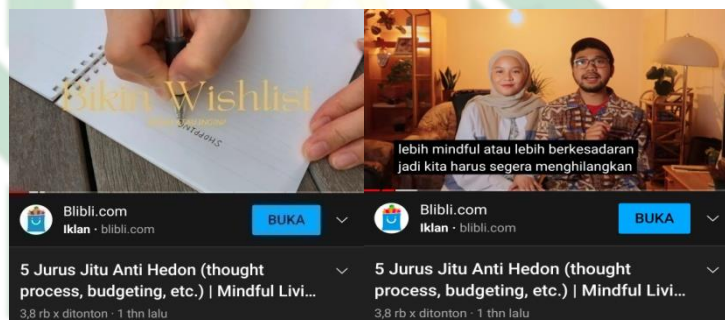 Bikin Wishlist
SHOPPING
Blibli.com
Iklan · blibli.com
BUKA
5 Jurus Jitu Anti Hedon (thought
process, budgeting, etc.) | Mindful Livi...
3,8 rb x ditonton · 1 thn lalu
lebih mindful atau lebih berkesadaran
jadi kita harus segera menghilangkan
Blibli.com
Iklan · blibli.com
BUKA
5 Jurus Jitu Anti Hedon (thought
process, budgeting, etc.) | Mindful Livi...
3,8 rb x ditonton · 1 thn lalu